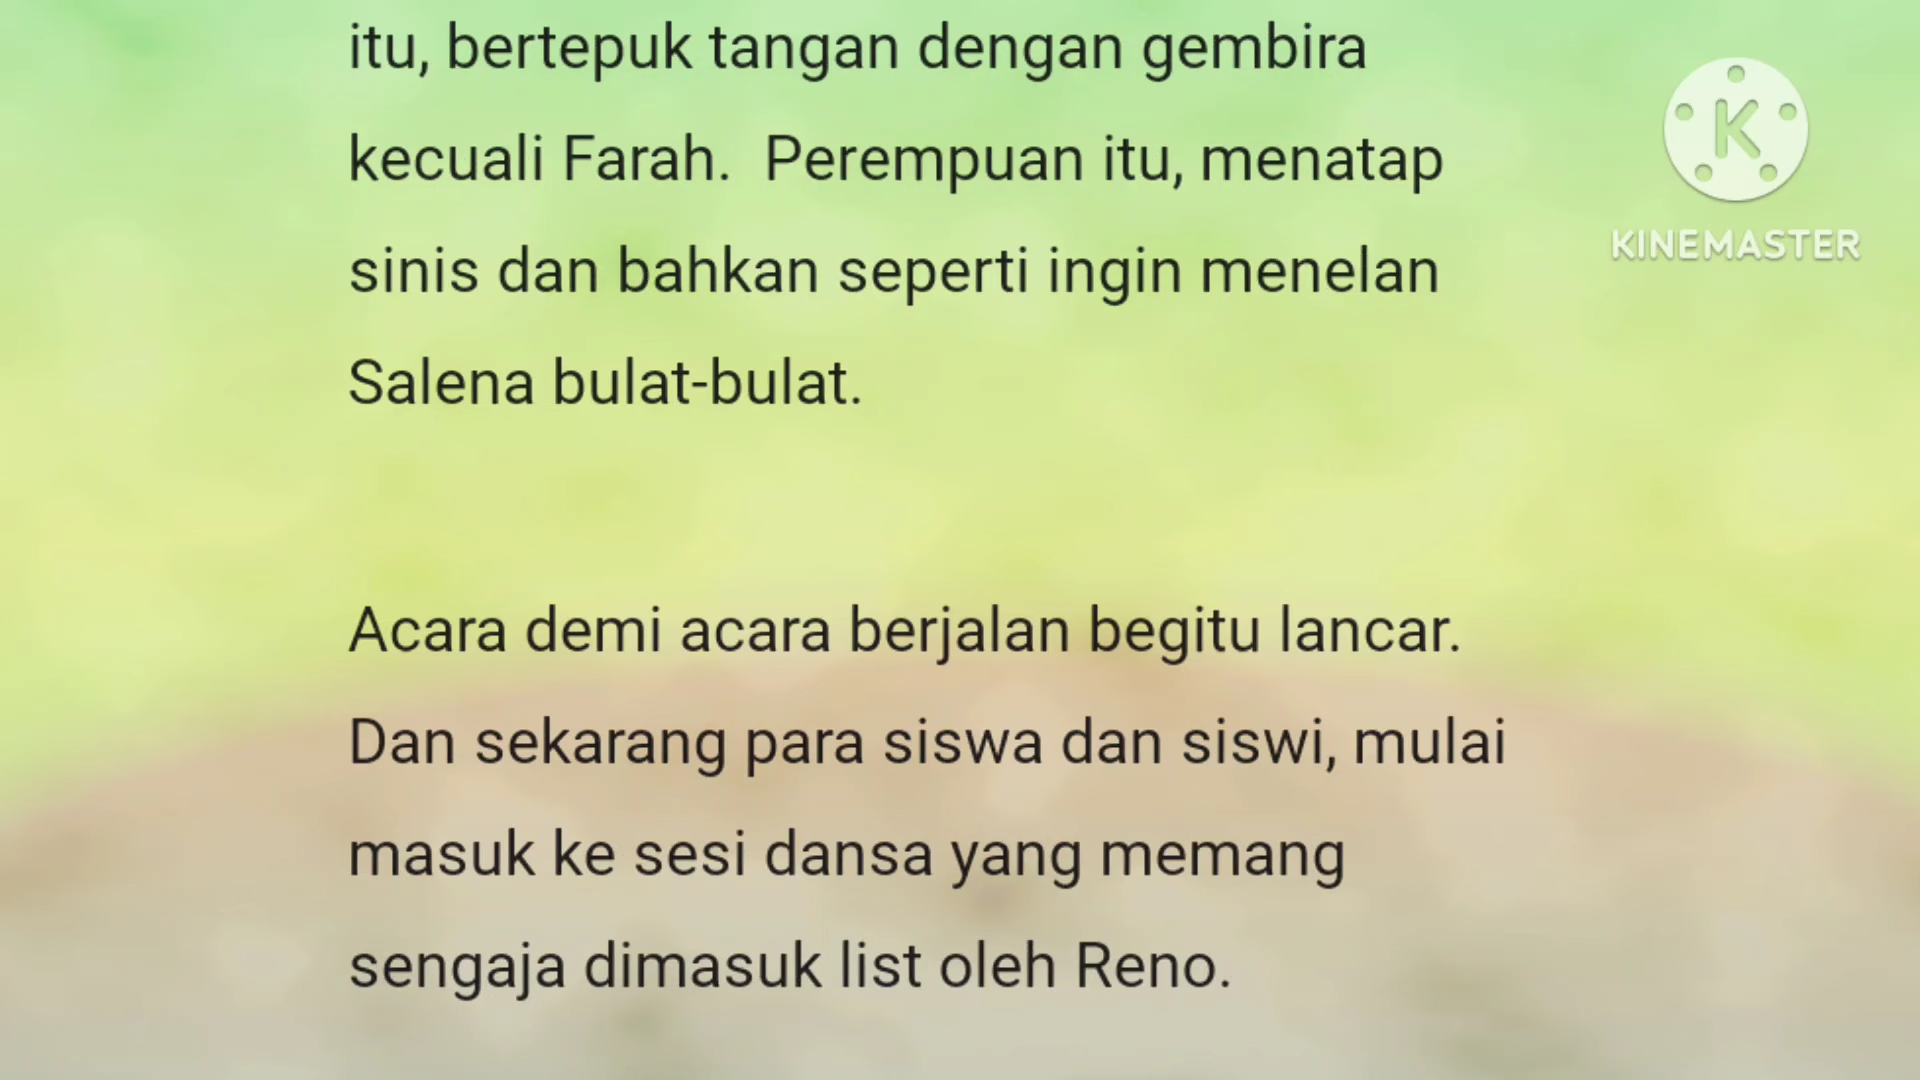 itu, bertepuk tangan dengan gembira
kecuali Farah.  Perempuan itu, menatap
sinis dan bahkan seperti ingin menelan
Salena bulat-bulat.
Acara demi acara berjalan begitu lancar.
Dan sekarang para siswa dan siswi, mulai
masuk ke sesi dansa yang memang
sengaja dimasuk list oleh Reno.
K
KINEMASTER